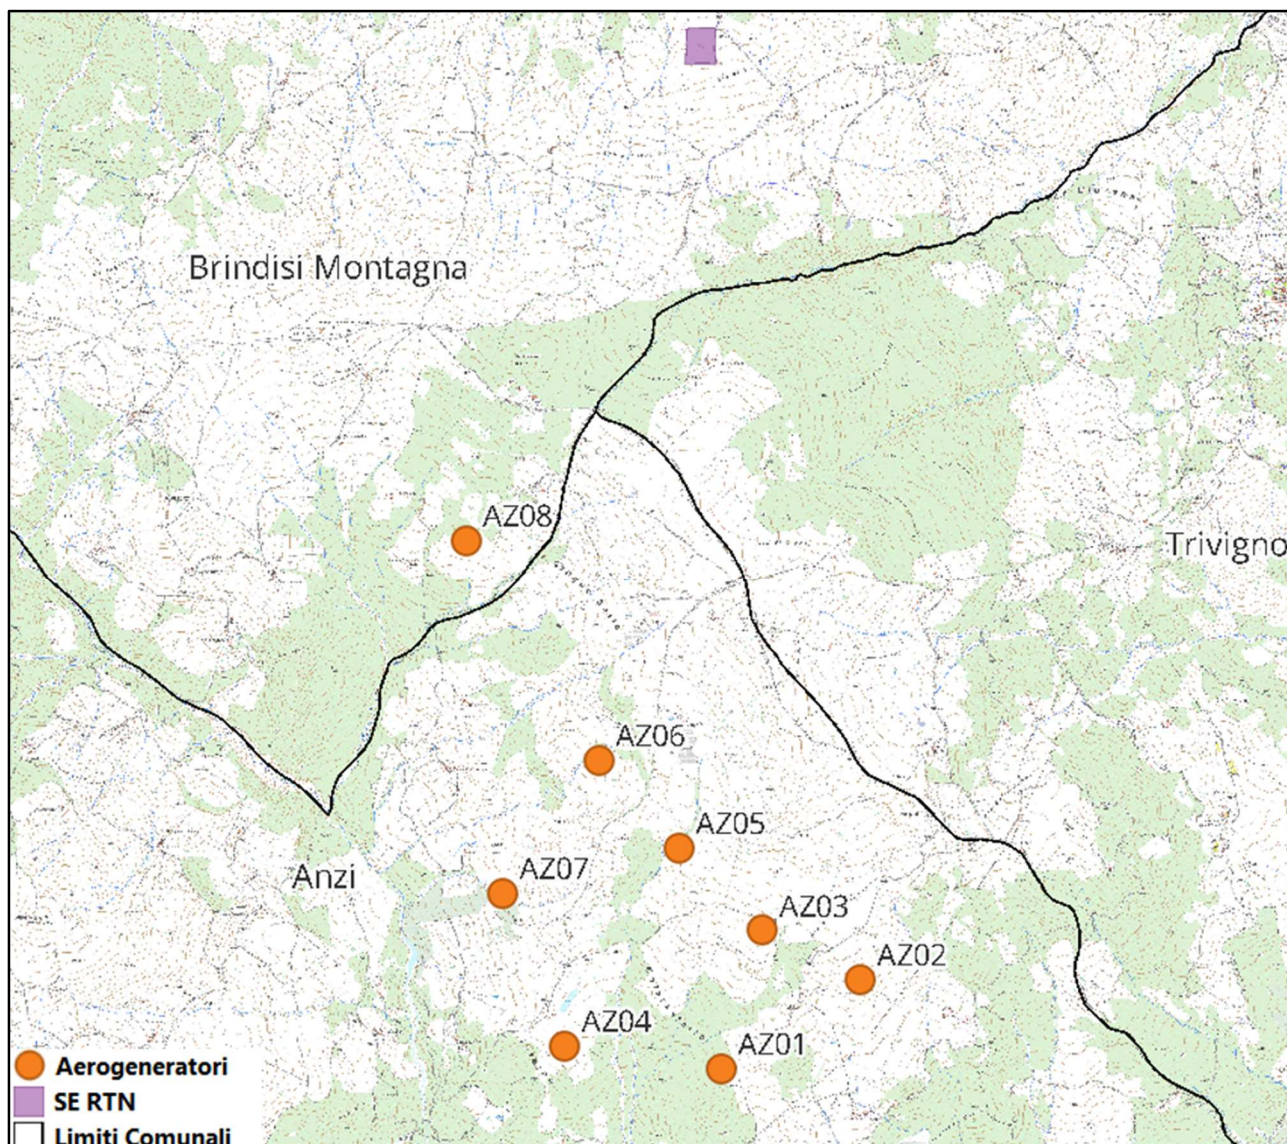 Brindisi Montagna
AZ08
Trivigno
AZ06
AZ05
AZ07
Anzi
AZ03
AZ02
AZ04
AZ01
Aerogeneratori
SE RTN
Limiti Comunali